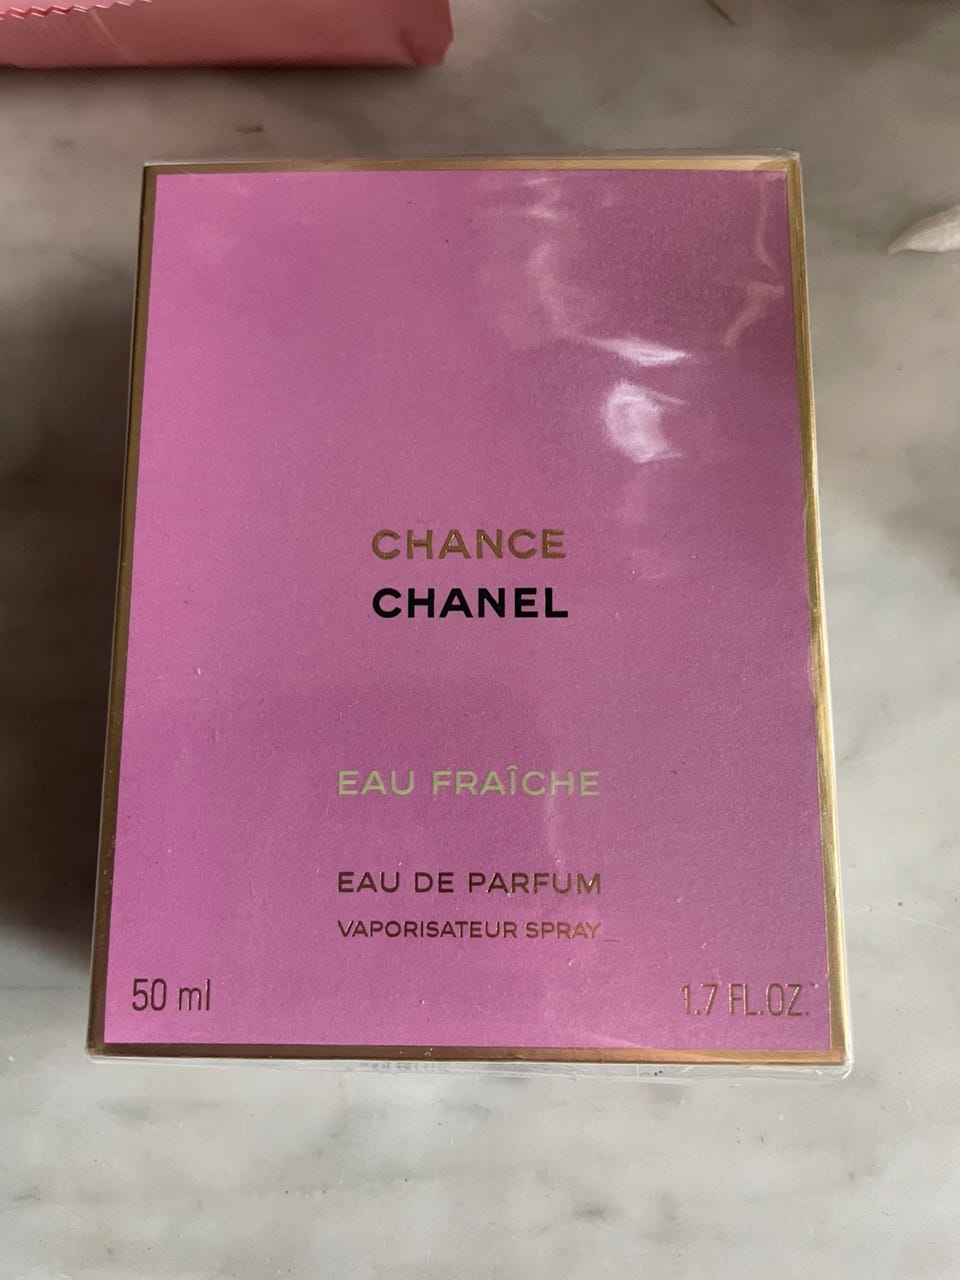 CHANCE
CHANEL
EAU FRAÎCHE
EAU DE PARFUM
VAPORISATEUR SPRAY
50 ml 1.7 FL.OZ.